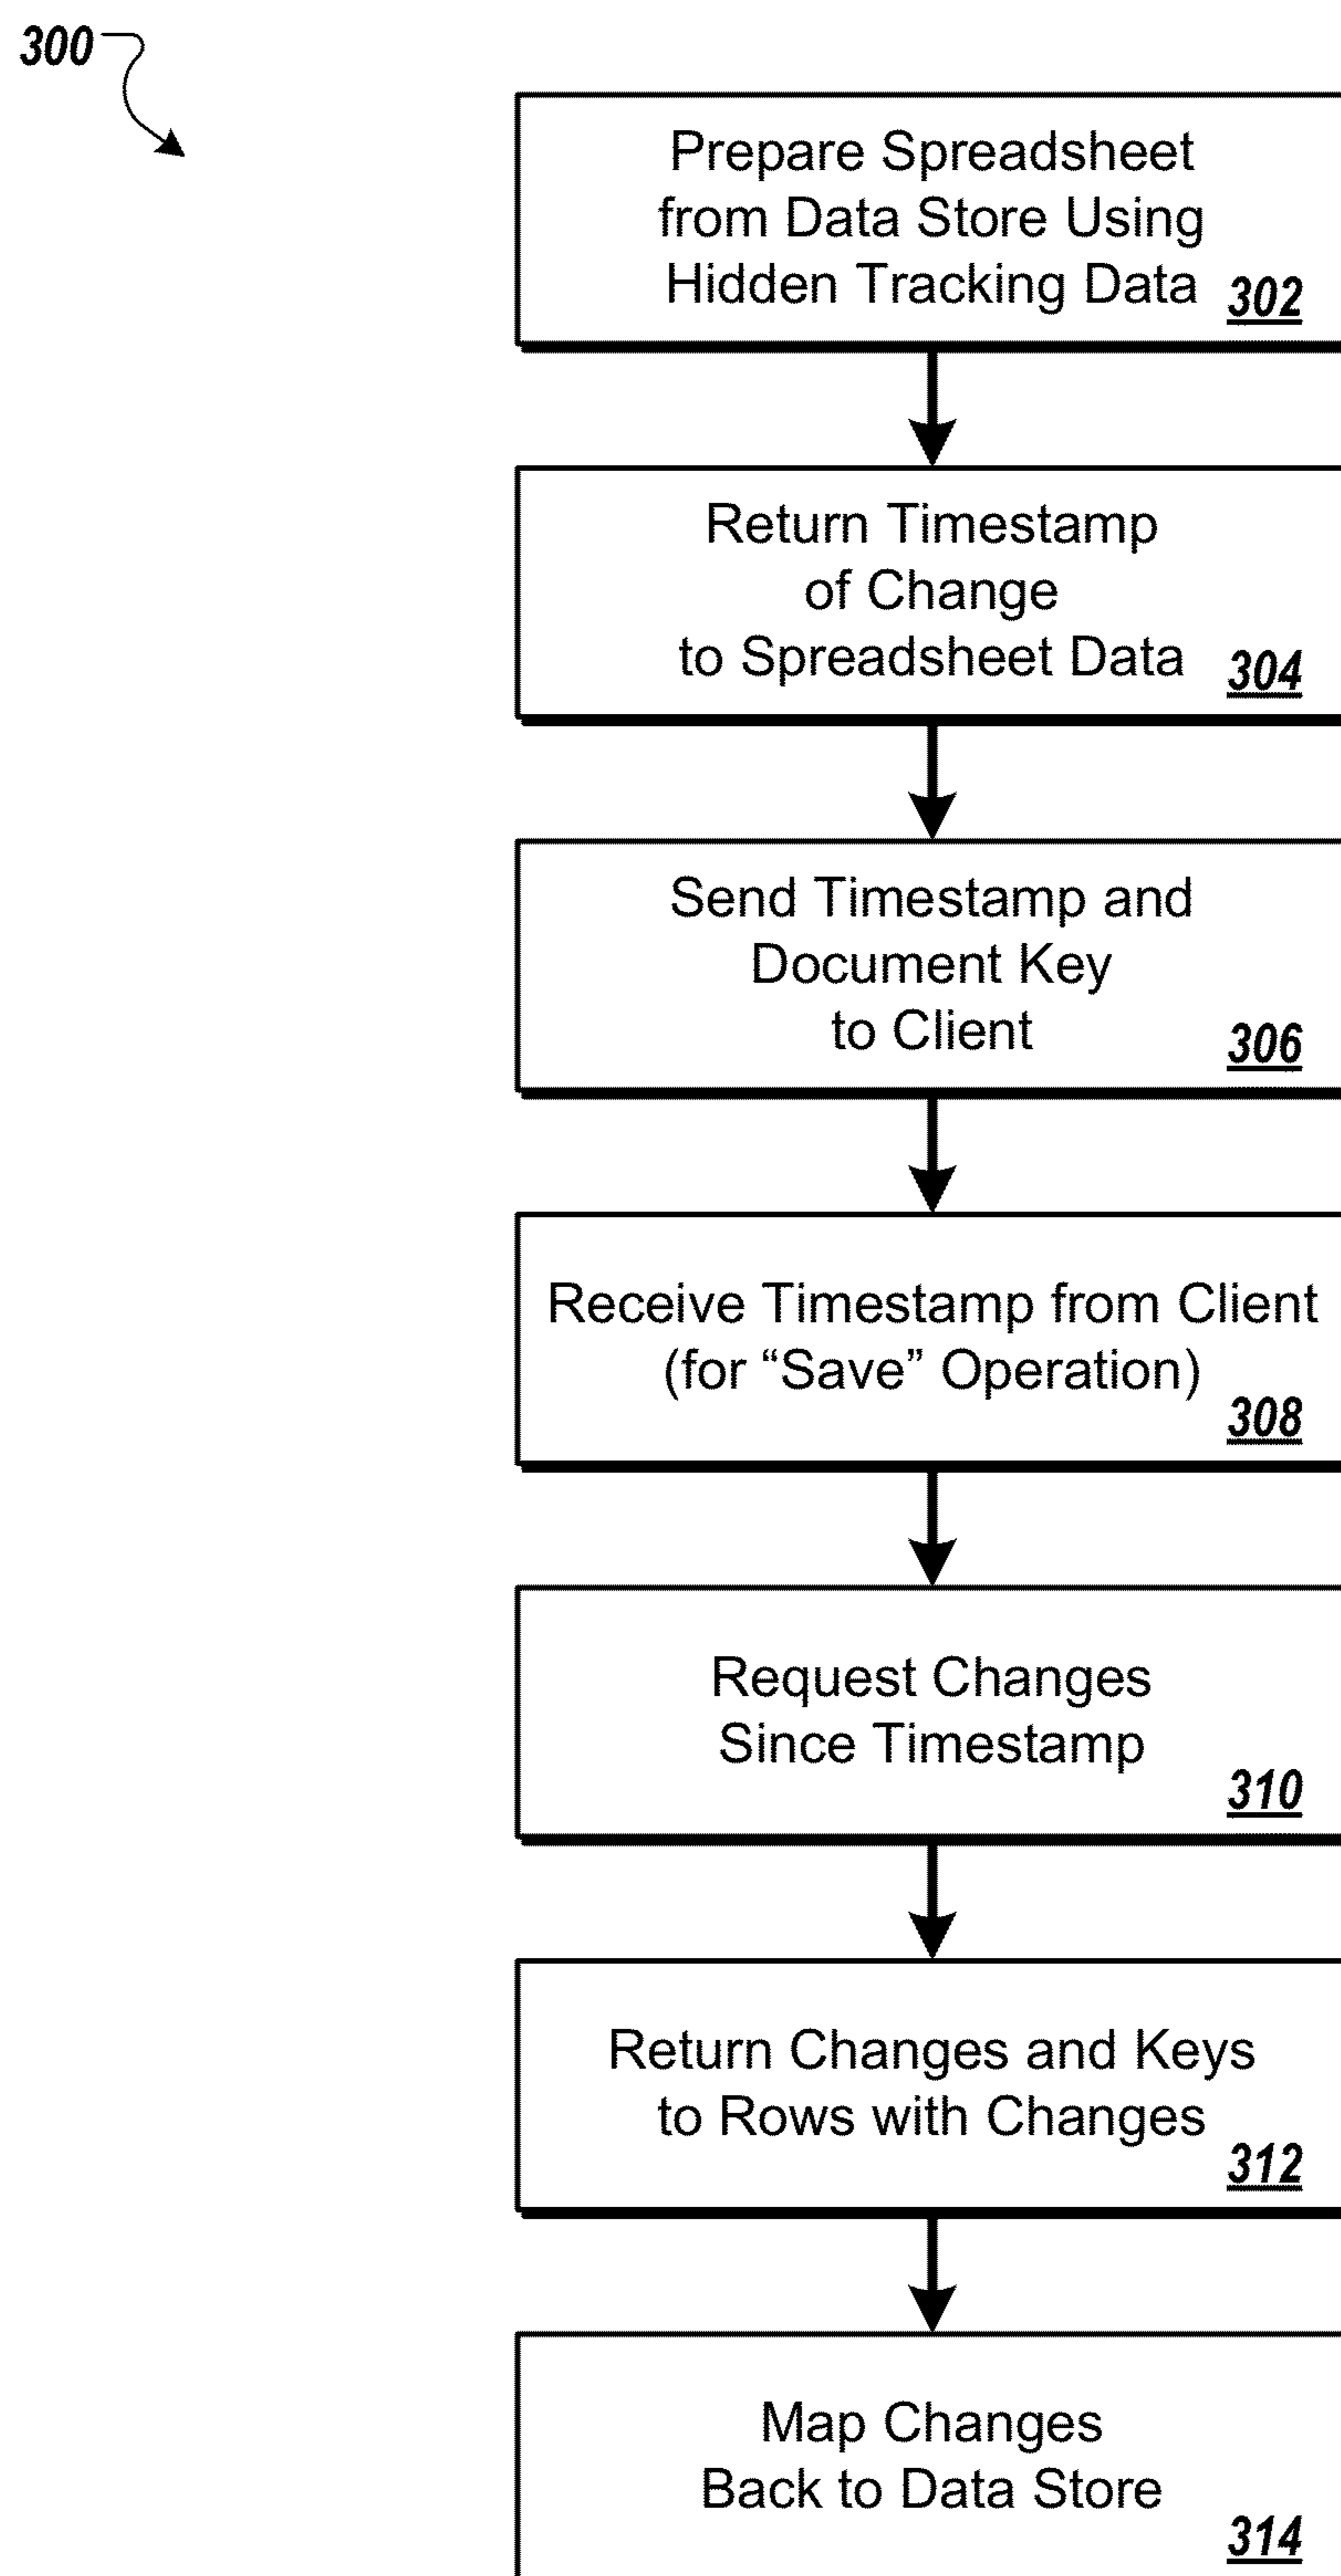 300
Prepare Spreadsheet
from Data Store Using
Hidden Tracking Data
302
Return Timestamp
of Change
to Spreadsheet Data
304
Send Timestamp and
Document Key
to Client
306
Receive Timestamp from Client
(for “Save” Operation)
308
Request Changes
Since Timestamp
310
Return Changes and Keys
to Rows with Changes
312
Map Changes
Back to Data Store
314